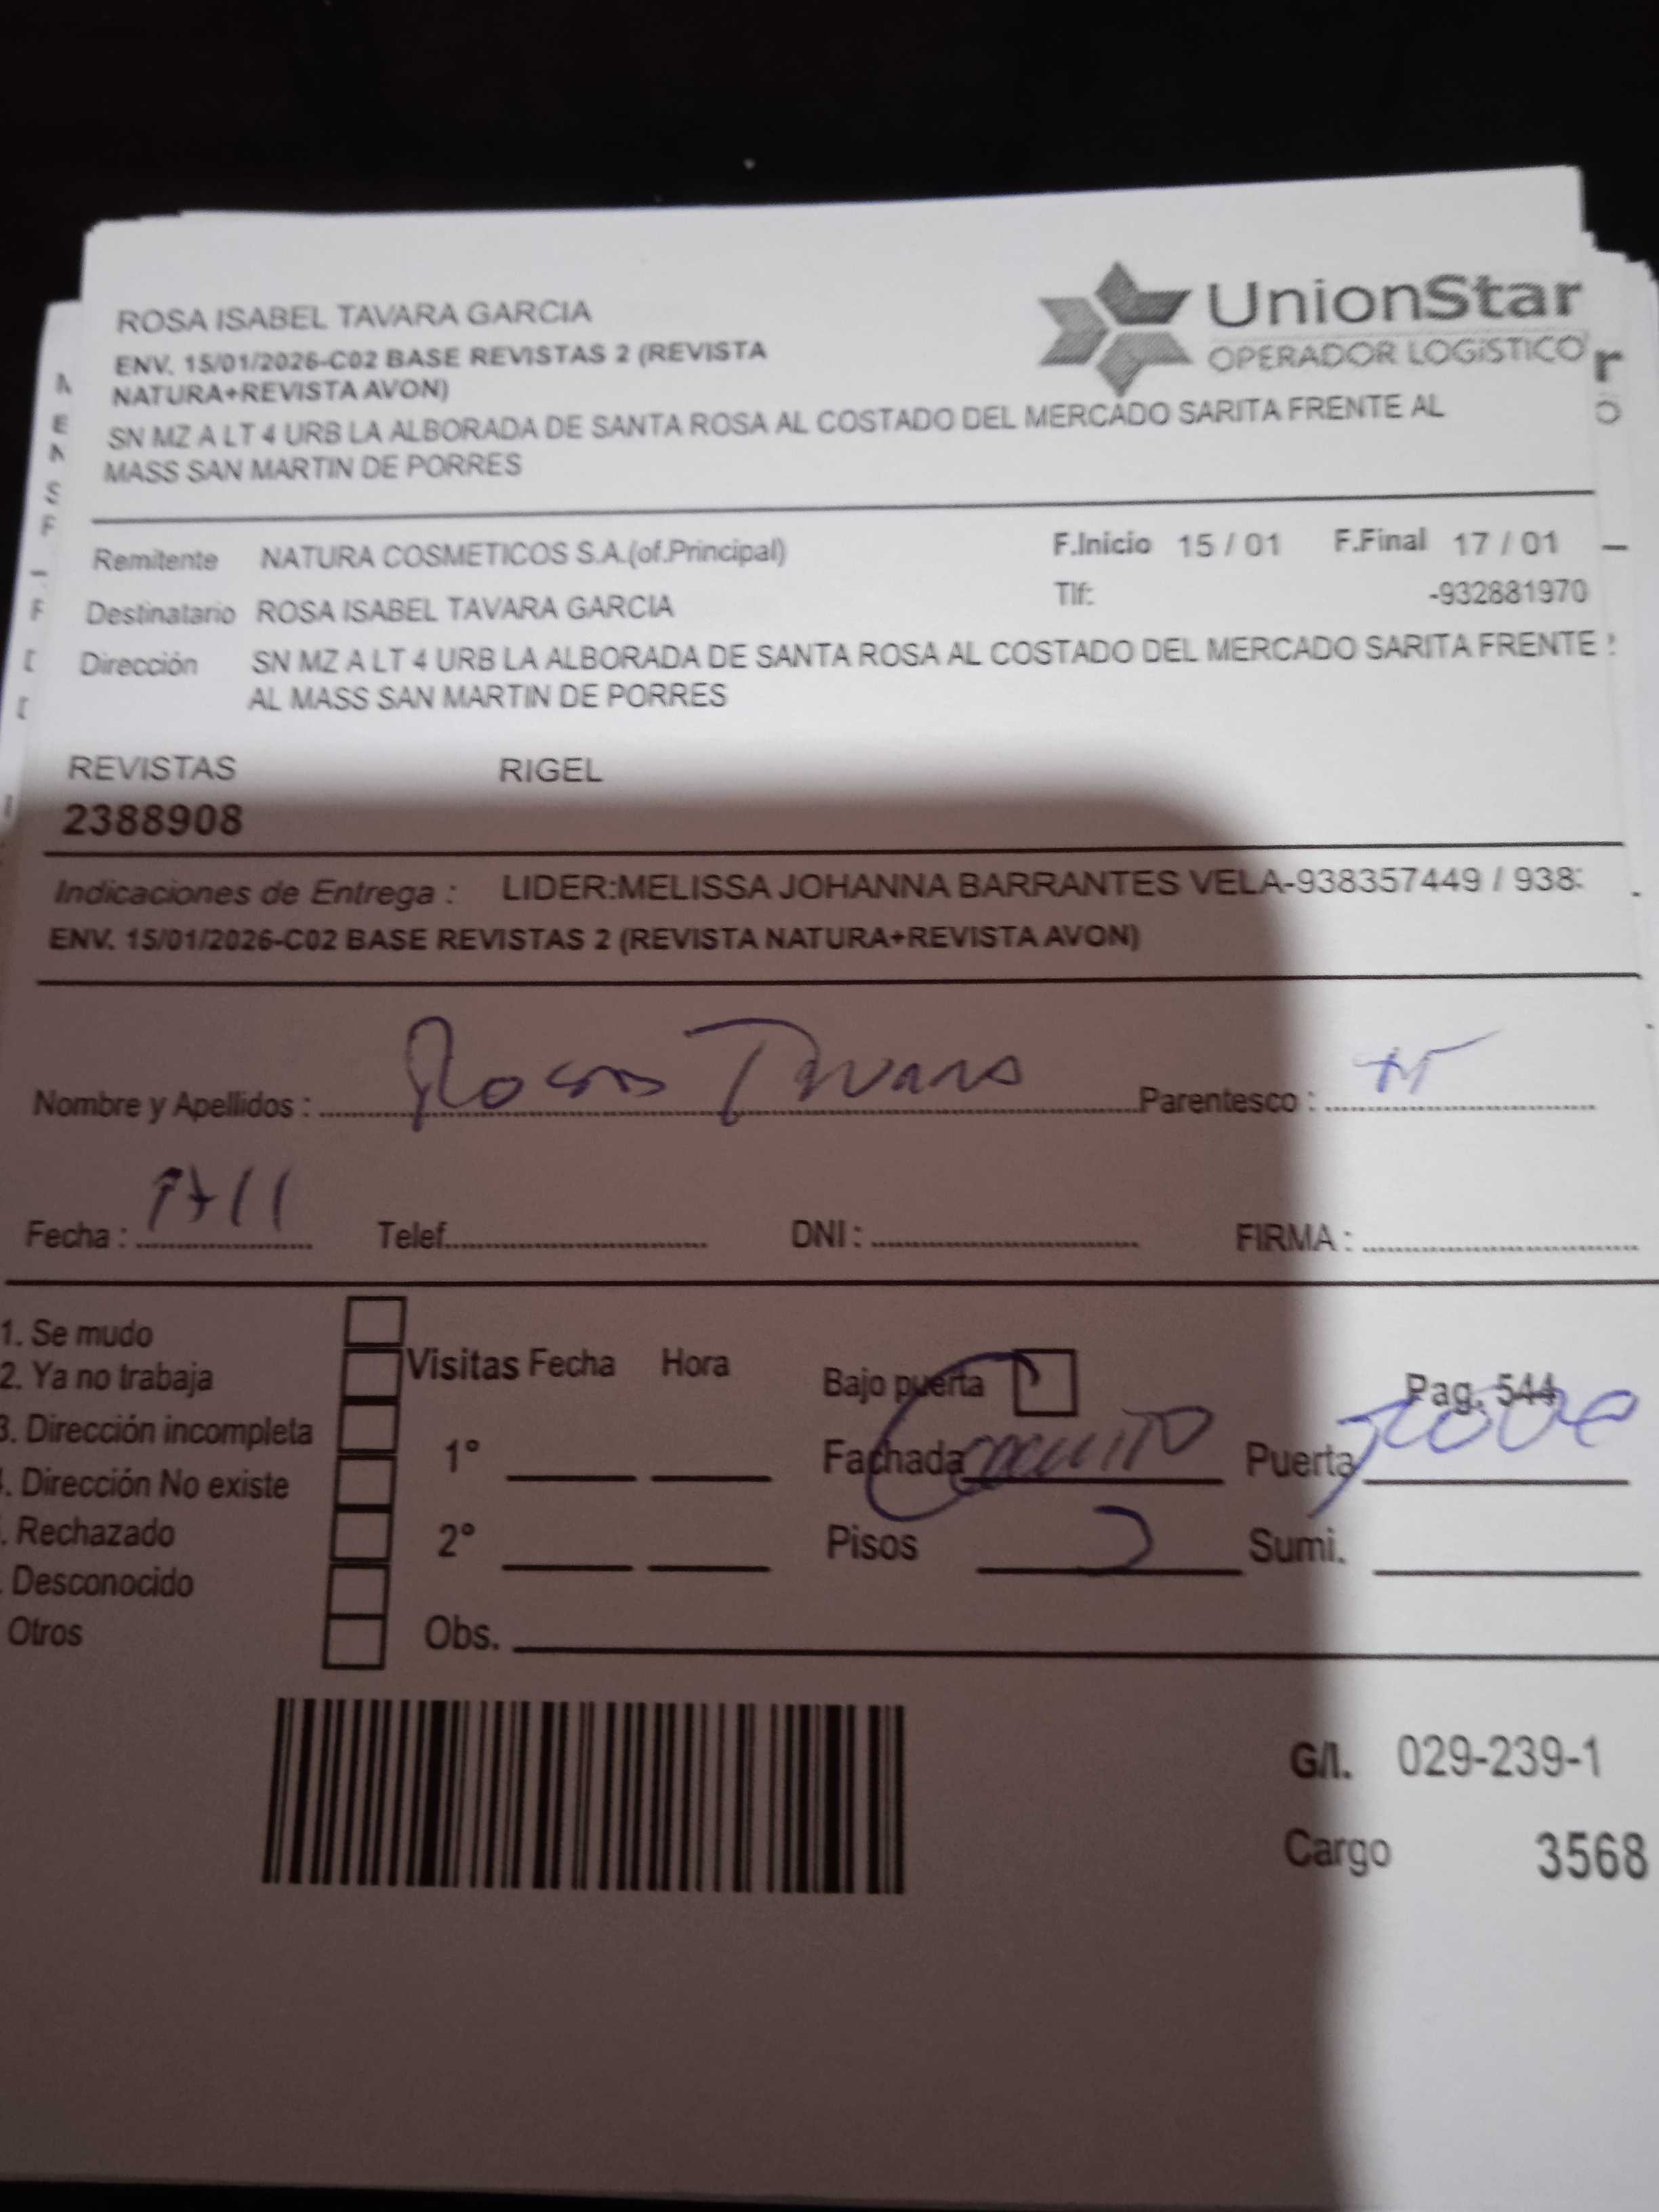 ROSA ISABEL TAVARA GARCIA
ENV. 15/01/2026-C02 BASE REVISTAS 2 (REVISTA
NATURA+REVISTA AVON)
SN MZ A LT 4 URB LA ALBORADA DE SANTA ROSA AL COSTADO DEL MERCADO SARITA FRENTE AL
MASS SAN MARTIN DE PORRES
UnionStar
OPERADOR LOGíSTICO
Remitente NATURA COSMETICOS S.A.(of.Principal) F.Inicio 15 / 01 F.Final 17 / 01
Destinatario ROSA ISABEL TAVARA GARCIA Tlf: -932881970
Dirección SN MZ A LT 4 URB LA ALBORADA DE SANTA ROSA AL COSTADO DEL MERCADO SARITA FRENTE
AL MASS SAN MARTIN DE PORRES
REVISTAS RIGEL
2388908
Indicaciones de Entrega : LIDER:MELISSA JOHANNA BARRANTES VELA-938357449 / 938
ENV. 15/01/2026-C02 BASE REVISTAS 2 (REVISTA NATURA+REVISTA AVON)
Nombre y Apellidos : Rosa Tavara Parentesco :
Fecha : Telef. DNI : FIRMA :
1. Se mudo
2. Ya no trabaja
3. Dirección incompleta
. Dirección No existe
. Rechazado
. Desconocido
Otros
Visitas Fecha Hora
1°
2°
Obs.
Bajo puerta Pag. 544
Fachada Puerta
Pisos Sumi.
G/I. 029-239-1
Cargo 3568